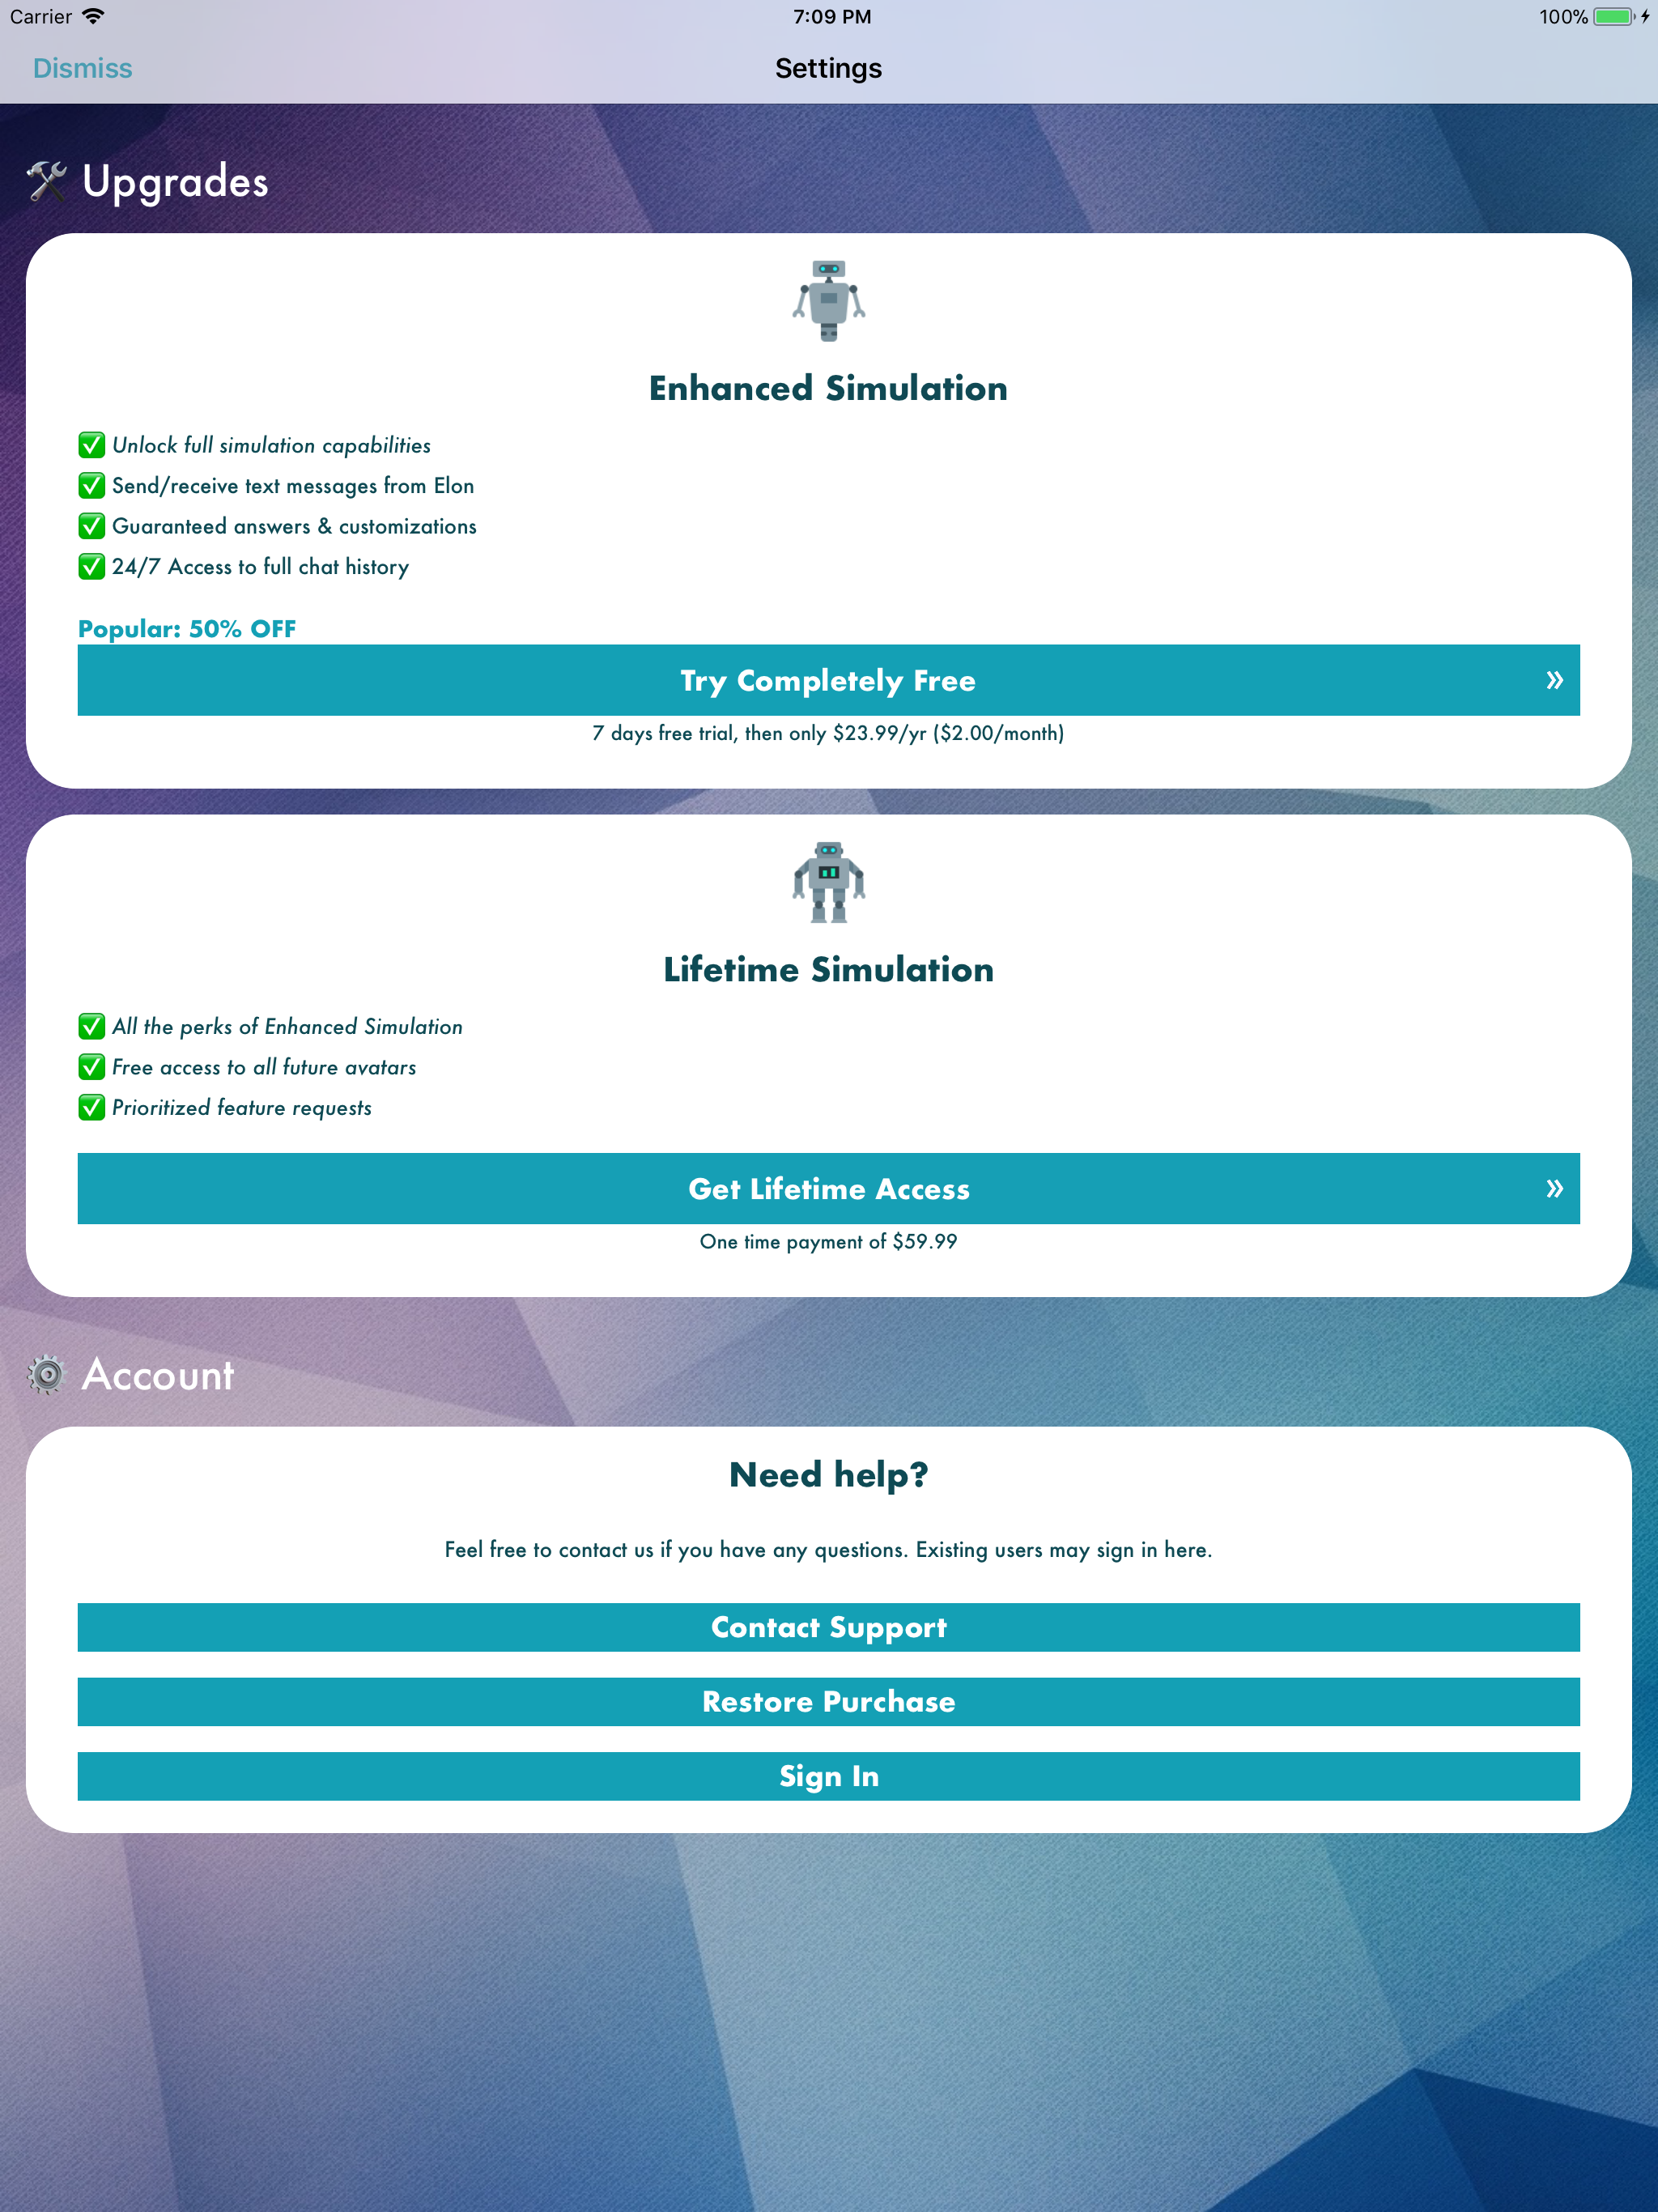 Carrier 7:09 PM 100%
Dismiss Settings
Upgrades
Enhanced Simulation
Unlock full simulation capabilities
Send/receive text messages from Elon
Guaranteed answers & customizations
24/7 Access to full chat history
Popular: 50% OFF
Try Completely Free »
7 days free trial, then only $23.99/yr ($2.00/month)
Lifetime Simulation
All the perks of Enhanced Simulation
Free access to all future avatars
Prioritized feature requests
Get Lifetime Access »
One time payment of $59.99
Account
Need help?
Feel free to contact us if you have any questions. Existing users may sign in here.
Contact Support
Restore Purchase
Sign In